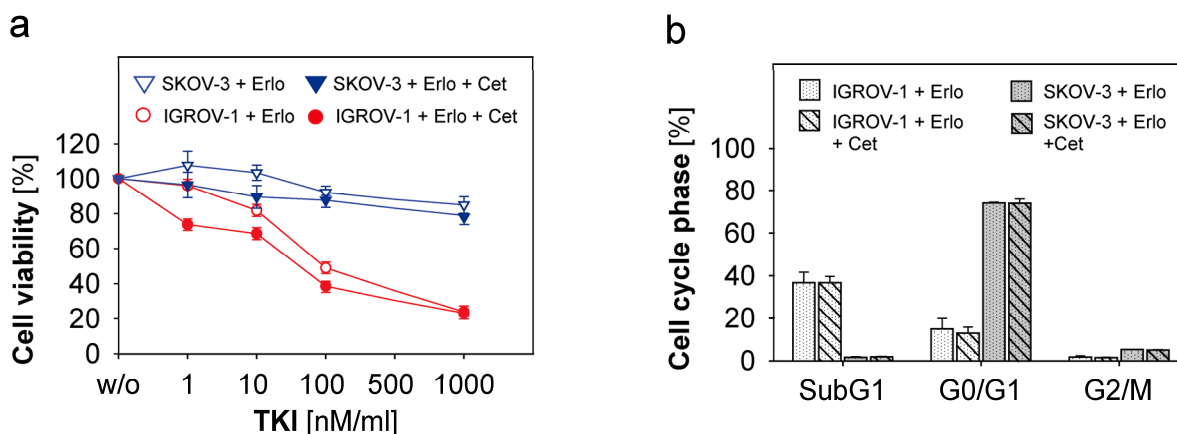 a
Cell viability [%]
SKOV-3 + Erlo
SKOV-3 + Erlo + Cet
IGROV-1 + Erlo
IGROV-1 + Erlo + Cet
120
100
80
60
40
20
0
w/o 1 10 100 500 1000
TKI [nM/ml]
b
Cell cycle phase [%]
IGROV-1 + Erlo
IGROV-1 + Erlo
+ Cet
SKOV-3 + Erlo
SKOV-3 + Erlo
+Cet
100
80
60
40
20
0
SubG1 G0/G1 G2/M